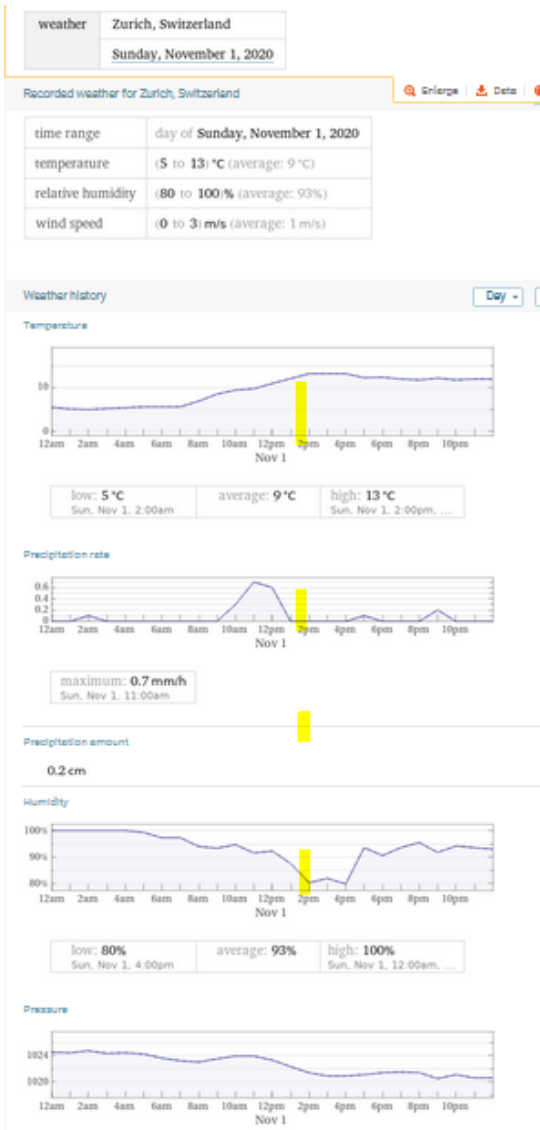 weather Zurich, Switzerland
Sunday, November 1, 2020
Recorded weather for Zurich, Switzerland Enlarge Data
time range day of Sunday, November 1, 2020
temperature (5 to 13) °C (average: 9 °C)
relative humidity (80 to 100)% (average: 93%)
wind speed (0 to 3) m/s (average: 1 m/s)
Weather history Day
Temperature
10
0
12am 2am 4am 6am 8am 10am 12pm 2pm 4pm 6pm 8pm 10pm
Nov 1
low: 5 °C average: 9 °C high: 13 °C
Sun, Nov 1, 2:00am Sun, Nov 1, 2:00pm, ...
Precipitation rate
0.6
0.4
0.2
0
12am 2am 4am 6am 8am 10am 12pm 2pm 4pm 6pm 8pm 10pm
Nov 1
maximum: 0.7 mm/h
Sun, Nov 1, 11:00am
Precipitation amount
0.2 cm
Humidity
100%
90%
80%
12am 2am 4am 6am 8am 10am 12pm 2pm 4pm 6pm 8pm 10pm
Nov 1
low: 80% average: 93% high: 100%
Sun, Nov 1, 4:00pm Sun, Nov 1, 12:00am, ...
Pressure
1024
1020
12am 2am 4am 6am 8am 10am 12pm 2pm 4pm 6pm 8pm 10pm
Nov 1